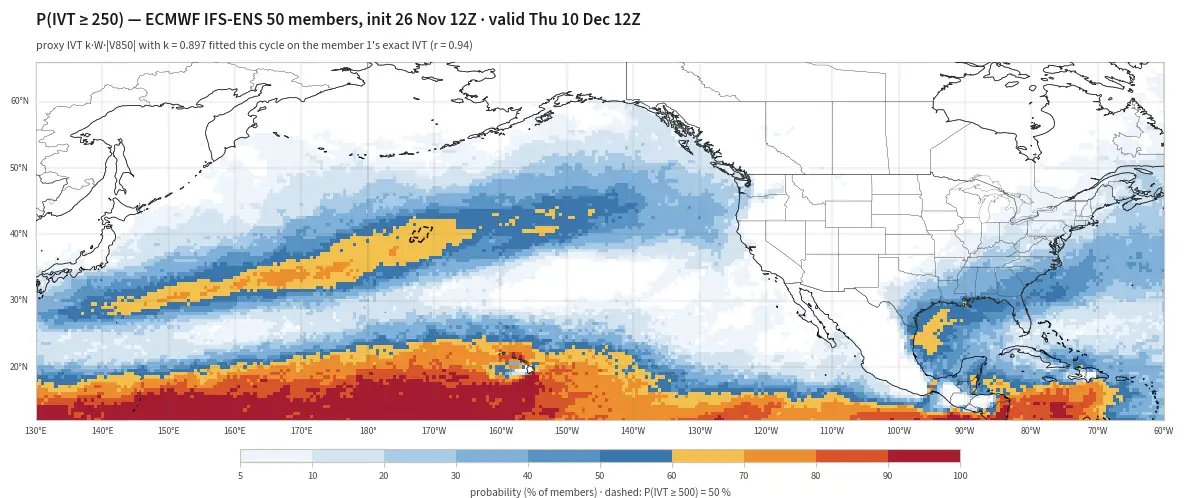 P(IVT ≥ 250) — ECMWF IFS-ENS 50 members, init 26 Nov 12Z · valid Thu 10 Dec 12Z
proxy IVT k·W·|V850| with k = 0.897 fitted this cycle on the member 1's exact IVT (r = 0.94)
60°N
50°N
40°N
30°N
20°N
130°E 140°E 150°E 160°E 170°E 180° 170°W 160°W 150°W 140°W 130°W 120°W 110°W 100°W 90°W 80°W 70°W 60°W
5 10 20 30 40 50 60 70 80 90 100
probability (% of members) · dashed: P(IVT ≥ 500) = 50 %